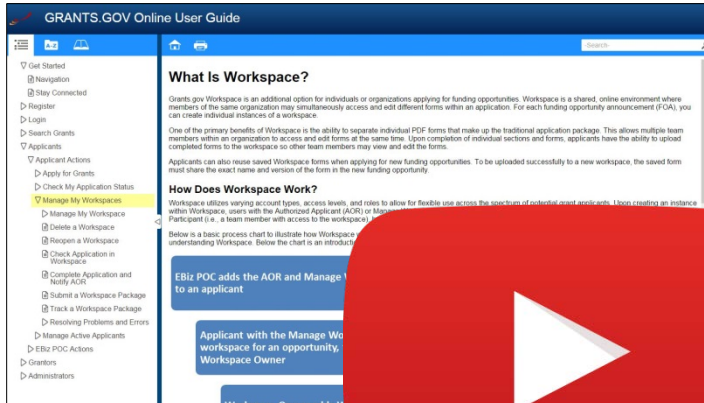 GRANTS.GOV Online User Guide
A-Z
-Search-
Get Started
Navigation
Stay Connected
Register
Login
Search Grants
Applicants
Applicant Actions
Apply for Grants
Check My Application Status
Manage My Workspaces
Manage My Workspace
Delete a Workspace
Reopen a Workspace
Check Application in
Workspace
Complete Application and
Notify AOR
Submit a Workspace Package
Track a Workspace Package
Resolving Problems and Errors
Manage Active Applicants
EBiz POC Actions
Grantors
Administrators
What Is Workspace?
Grants.gov Workspace is an additional option for individuals or organizations applying for funding opportunities. Workspace is a shared, online environment where
members of the same organization may simultaneously access and edit different forms within an application. For each funding opportunity announcement (FOA), you
can create individual instances of a workspace.
One of the primary benefits of Workspace is the ability to separate individual PDF forms that make up the traditional application package. This allows multiple team
members within an organization to access and edit forms at the same time. Upon completion of individual sections and forms, applicants have the ability to upload
completed forms to the workspace so other team members may view and edit the forms.
Applicants can also reuse saved Workspace forms when applying for new funding opportunities. To be uploaded successfully to a new workspace, the saved form
must share the exact name and version of the form in the new funding opportunity.
How Does Workspace Work?
Workspace utilizes varying account types, access levels, and roles to allow for flexible use across the spectrum of potential grant applicants. Upon creating an instance
within Workspace, users with the Authorized Applicant (AOR) or Manage
Participant (i.e., a team member with access to the workspace)
Below is a basic process chart to illustrate how Workspace
understanding Workspace. Below the chart is an
EBiz POC adds the AOR and Manage
to an applicant
Applicant with the Manage
workspace for an opportunity,
Workspace Owner